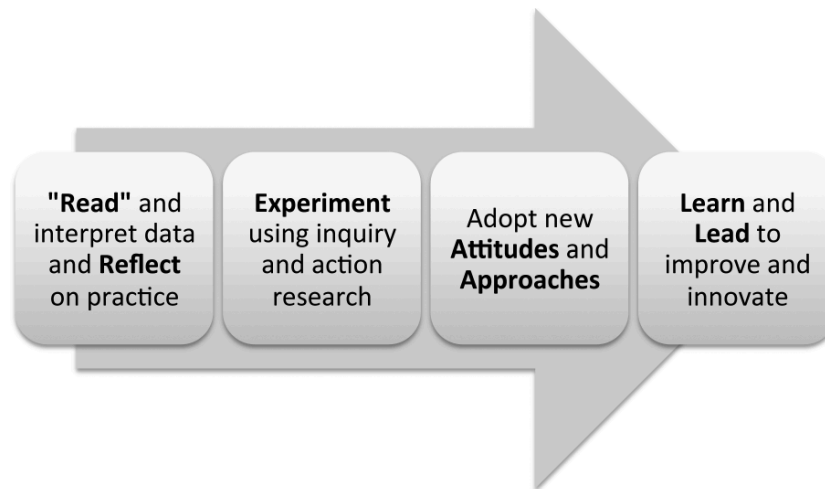 "Read" and
interpret data
and Reflect
on practice
Experiment
using inquiry
and action
research
Adopt new
Attitudes and
Approaches
Learn and
Lead to
improve and
innovate